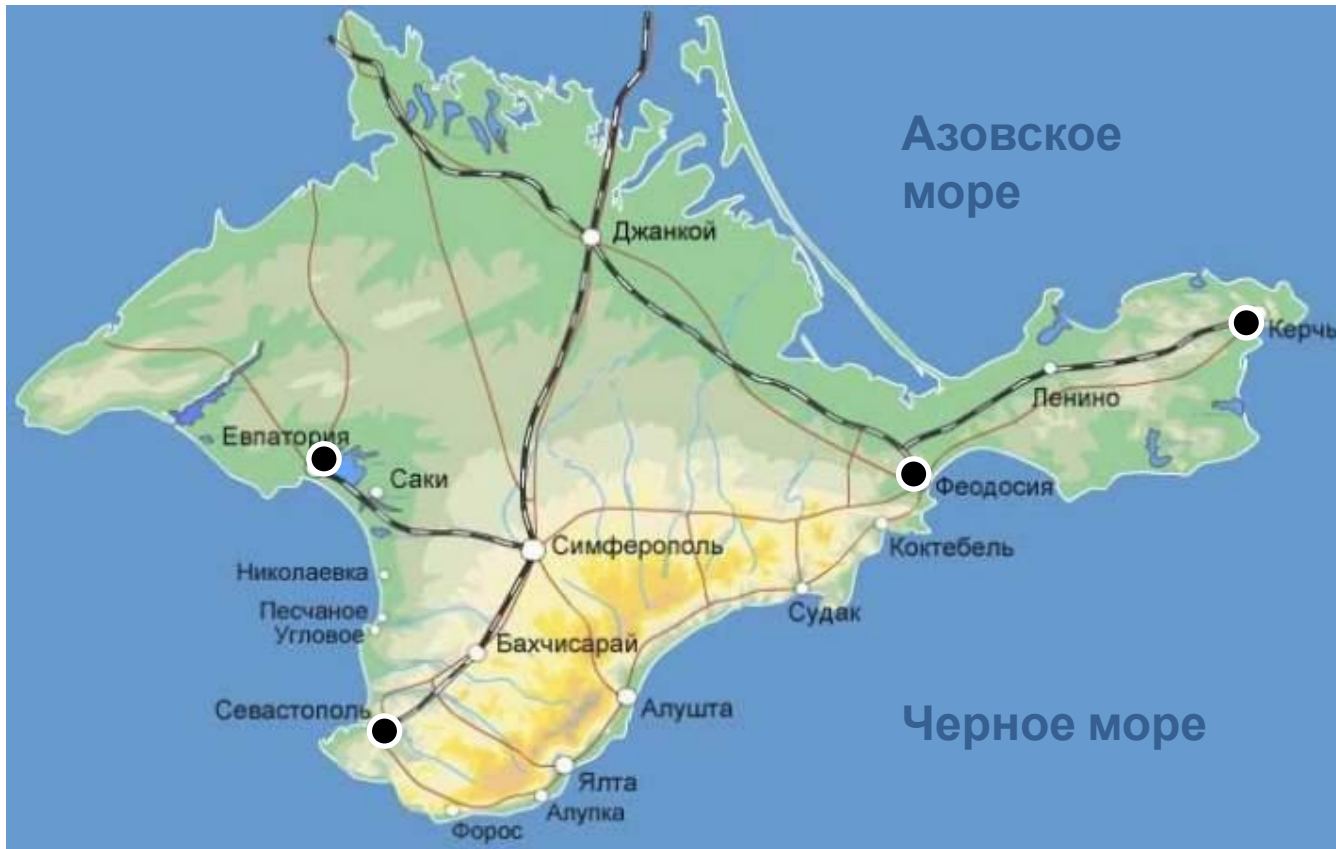 Азовское
море
Джанкой
Керчь
Ленино
Евпатория
Саки
Феодосия
Симферополь
Коктебель
Николаевка
Песчаное
Угловое
Судак
Бахчисарай
Севастополь
Алушта
Черное море
Ялта
Алупка
Форос